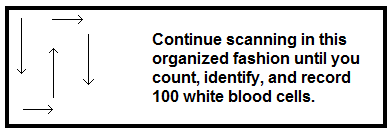 Continue scanning in this
organized fashion until you
count, identify, and record
100 white blood cells.